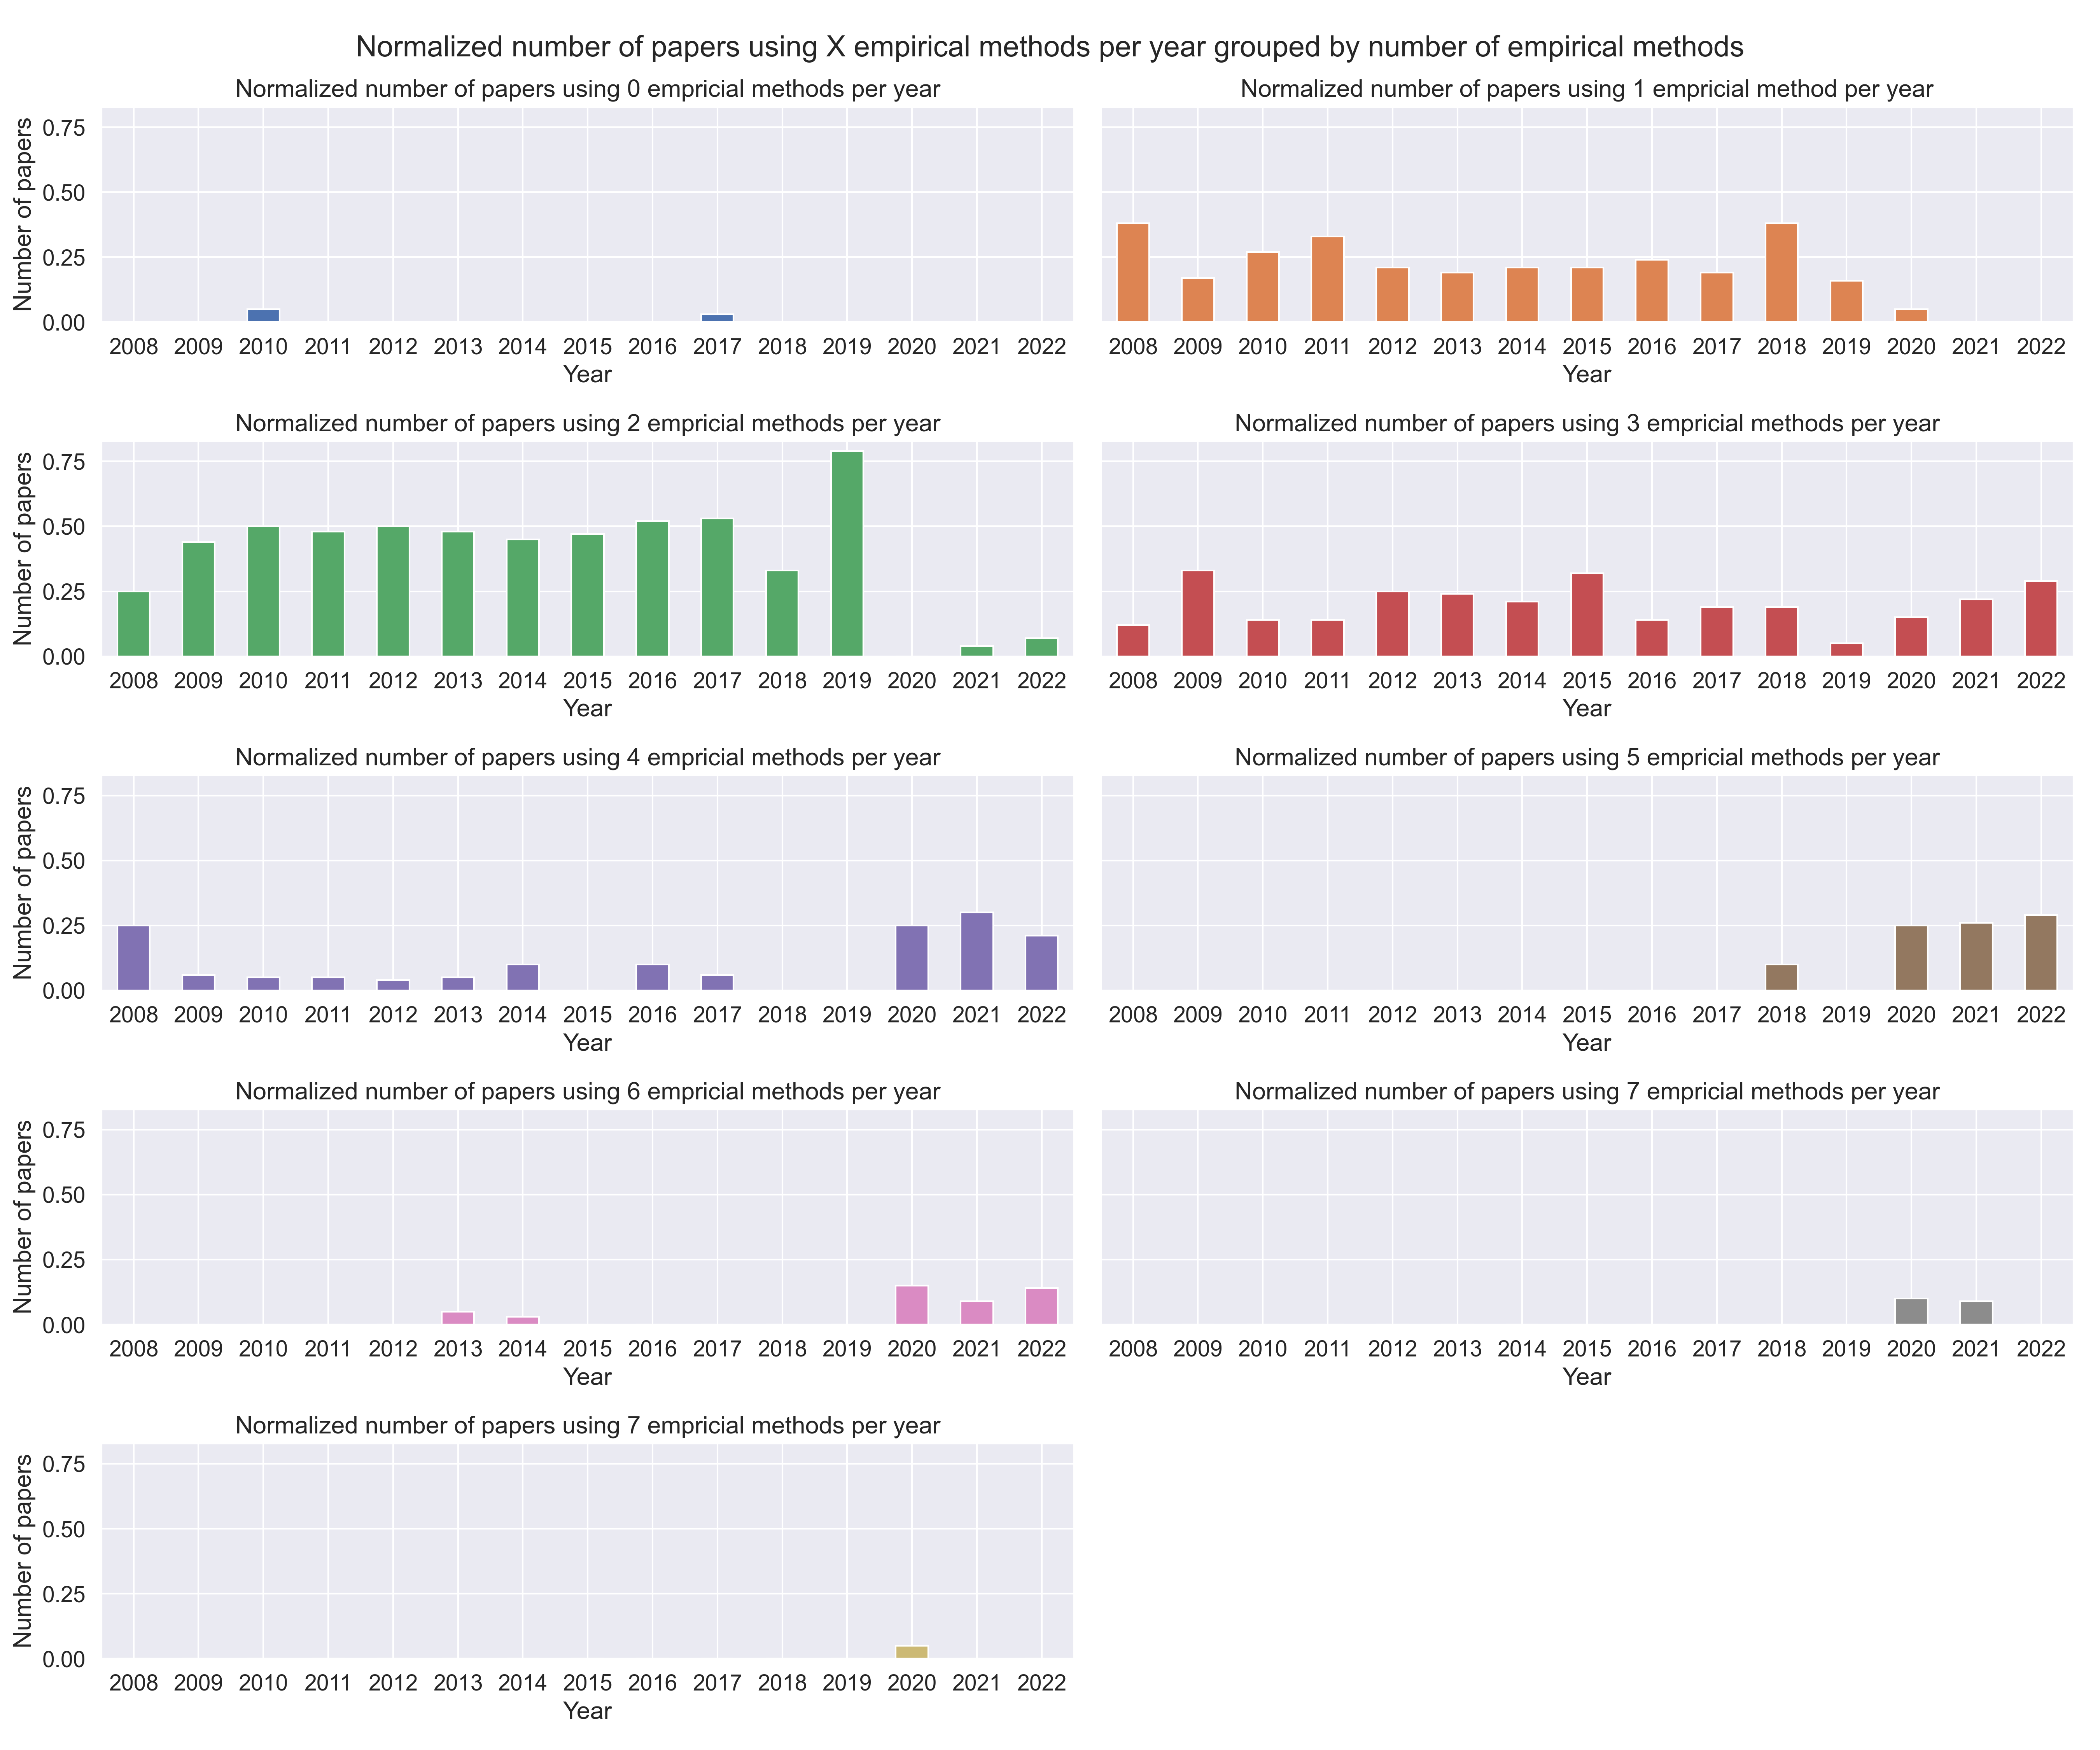 Normalized number of papers using X empirical methods per year grouped by number of empirical methods
Normalized number of papers using 0 empricial methods per year
Number of papers
0.75
0.50
0.25
0.00
2008 2009 2010 2011 2012 2013 2014 2015 2016 2017 2018 2019 2020 2021 2022
Year
Normalized number of papers using 1 empricial method per year
2008 2009 2010 2011 2012 2013 2014 2015 2016 2017 2018 2019 2020 2021 2022
Year
Normalized number of papers using 2 empricial methods per year
Number of papers
0.75
0.50
0.25
0.00
2008 2009 2010 2011 2012 2013 2014 2015 2016 2017 2018 2019 2020 2021 2022
Year
Normalized number of papers using 3 empricial methods per year
2008 2009 2010 2011 2012 2013 2014 2015 2016 2017 2018 2019 2020 2021 2022
Year
Normalized number of papers using 4 empricial methods per year
Number of papers
0.75
0.50
0.25
0.00
2008 2009 2010 2011 2012 2013 2014 2015 2016 2017 2018 2019 2020 2021 2022
Year
Normalized number of papers using 5 empricial methods per year
2008 2009 2010 2011 2012 2013 2014 2015 2016 2017 2018 2019 2020 2021 2022
Year
Normalized number of papers using 6 empricial methods per year
Number of papers
0.75
0.50
0.25
0.00
2008 2009 2010 2011 2012 2013 2014 2015 2016 2017 2018 2019 2020 2021 2022
Year
Normalized number of papers using 7 empricial methods per year
2008 2009 2010 2011 2012 2013 2014 2015 2016 2017 2018 2019 2020 2021 2022
Year
Normalized number of papers using 7 empricial methods per year
Number of papers
0.75
0.50
0.25
0.00
2008 2009 2010 2011 2012 2013 2014 2015 2016 2017 2018 2019 2020 2021 2022
Year